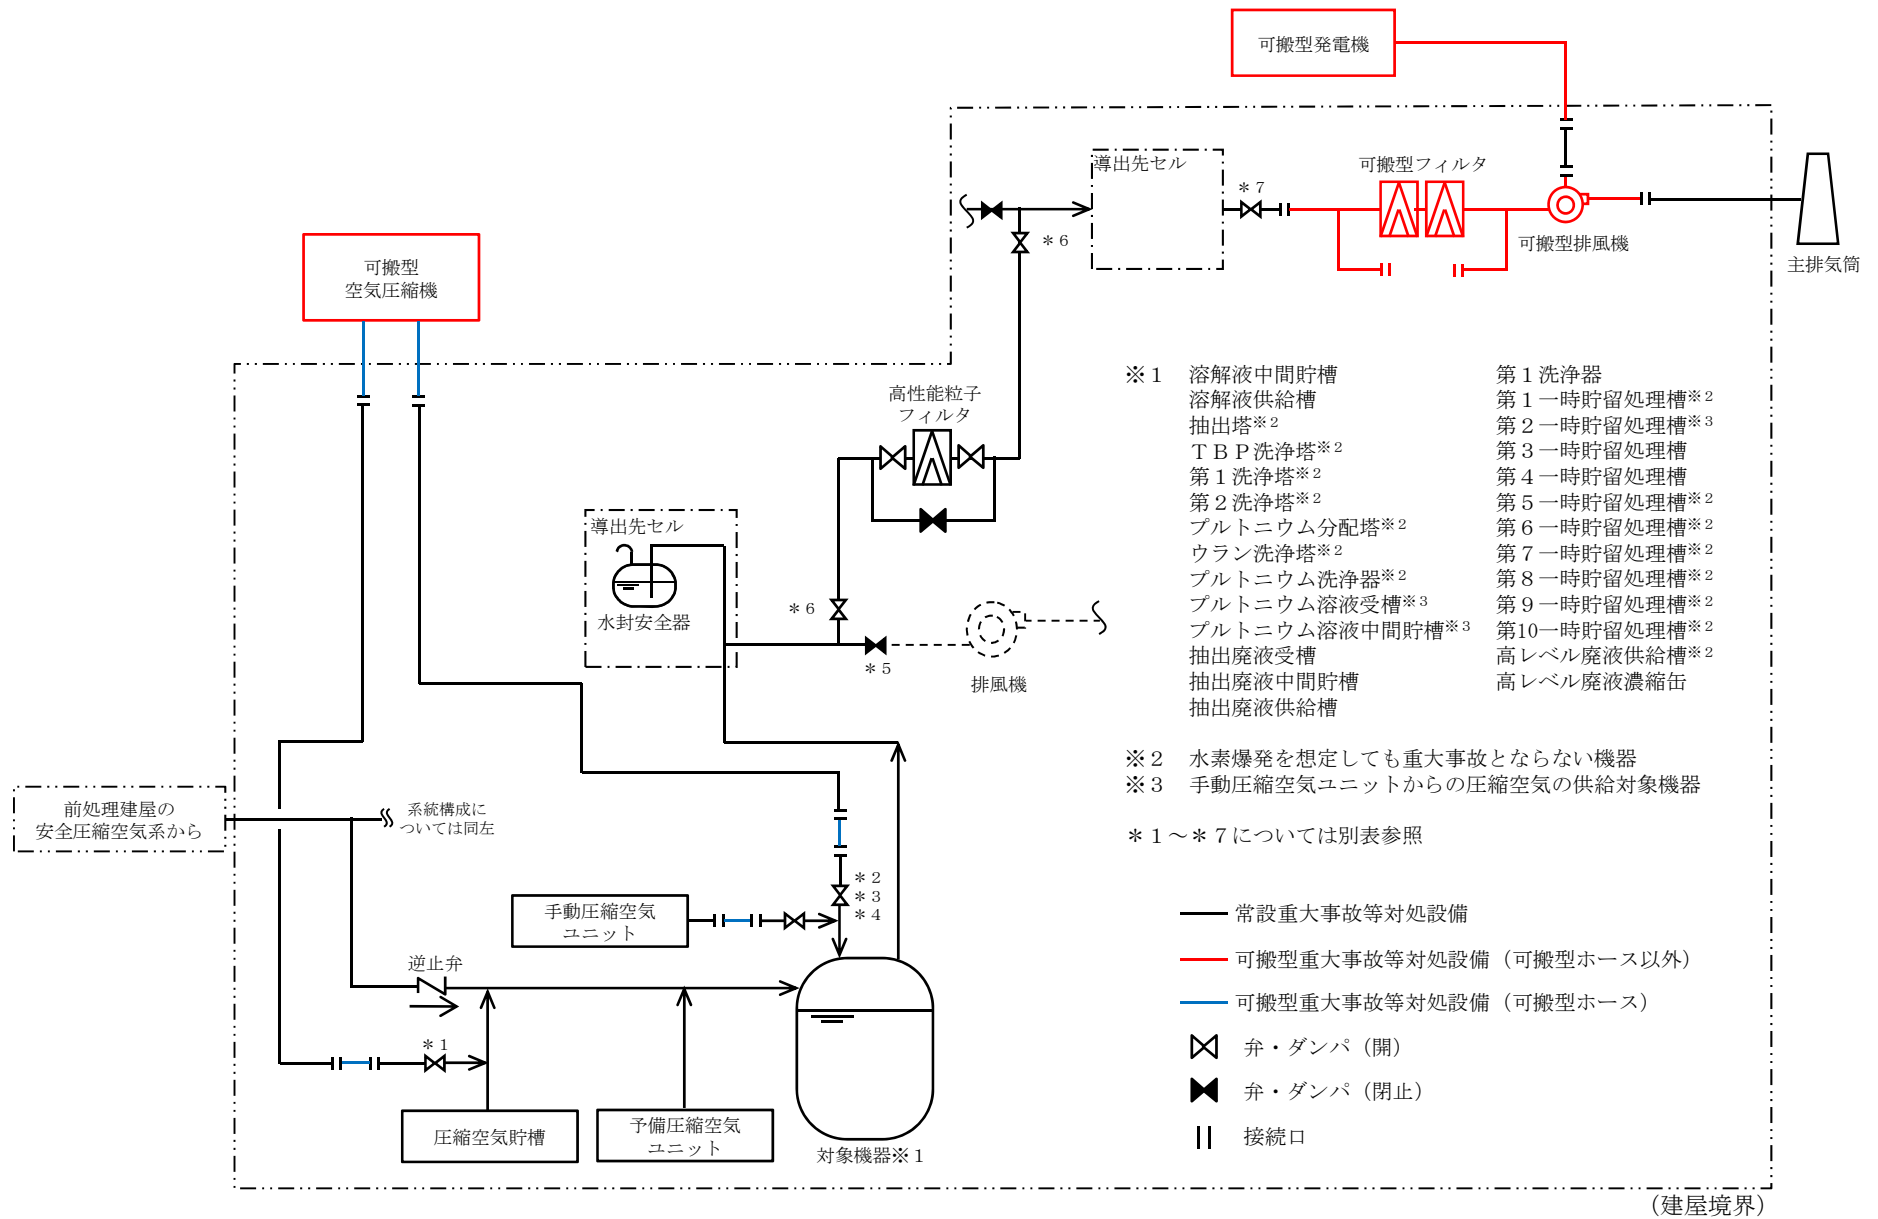 可搬型発電機
導出先セル
可搬型フィルタ
＊７
＊６
可搬型排風機
主排気筒
可搬型
空気圧縮機
高性能粒子
フィルタ
導出先セル
水封安全器
＊６
＊５
排風機
※１
溶解液中間貯槽
溶解液供給槽
抽出塔※２
ＴＢＰ洗浄塔※２
第１洗浄塔※２
第２洗浄塔※２
プルトニウム分配塔※２
ウラン洗浄塔※２
プルトニウム洗浄器※２
プルトニウム溶液受槽※３
プルトニウム溶液中間貯槽※３
抽出廃液受槽
抽出廃液中間貯槽
抽出廃液供給槽
第１洗浄器
第１一時貯留処理槽※２
第２一時貯留処理槽※３
第３一時貯留処理槽
第４一時貯留処理槽
第５一時貯留処理槽※２
第６一時貯留処理槽※２
第７一時貯留処理槽※２
第８一時貯留処理槽※２
第９一時貯留処理槽※２
第10一時貯留処理槽※２
高レベル廃液供給槽※２
高レベル廃液濃縮缶
※２　水素爆発を想定しても重大事故とならない機器
※３　手動圧縮空気ユニットからの圧縮空気の供給対象機器
＊１～＊７については別表参照
前処理建屋の
安全圧縮空気系から
系統構成に
ついては同左
＊２
＊３
＊４
手動圧縮空気
ユニット
逆止弁
＊１
圧縮空気貯槽
予備圧縮空気
ユニット
対象機器※１
常設重大事故等対処設備
可搬型重大事故等対処設備（可搬型ホース以外）
可搬型重大事故等対処設備（可搬型ホース）
弁・ダンパ（開）
弁・ダンパ（閉止）
接続口
（建屋境界）